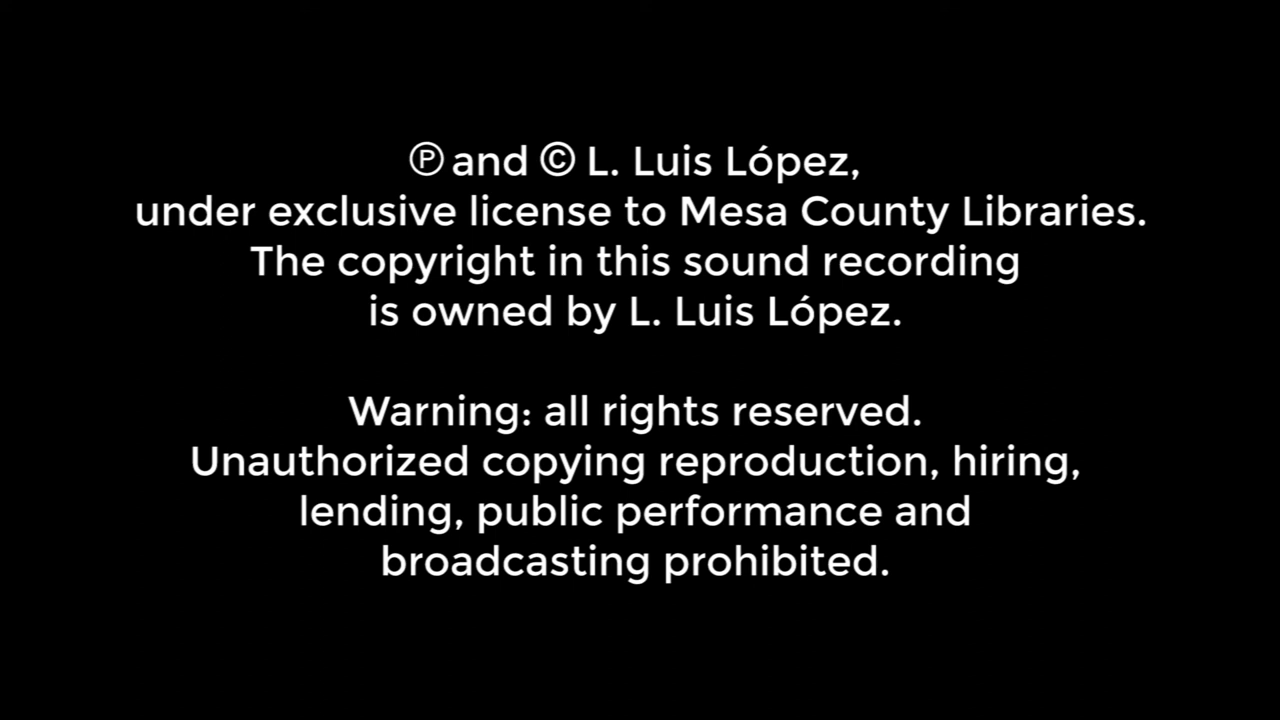 ℗ and © L. Luis López,
under exclusive license to Mesa County Libraries.
The copyright in this sound recording
is owned by L. Luis López.
Warning: all rights reserved.
Unauthorized copying reproduction, hiring,
lending, public performance and
broadcasting prohibited.